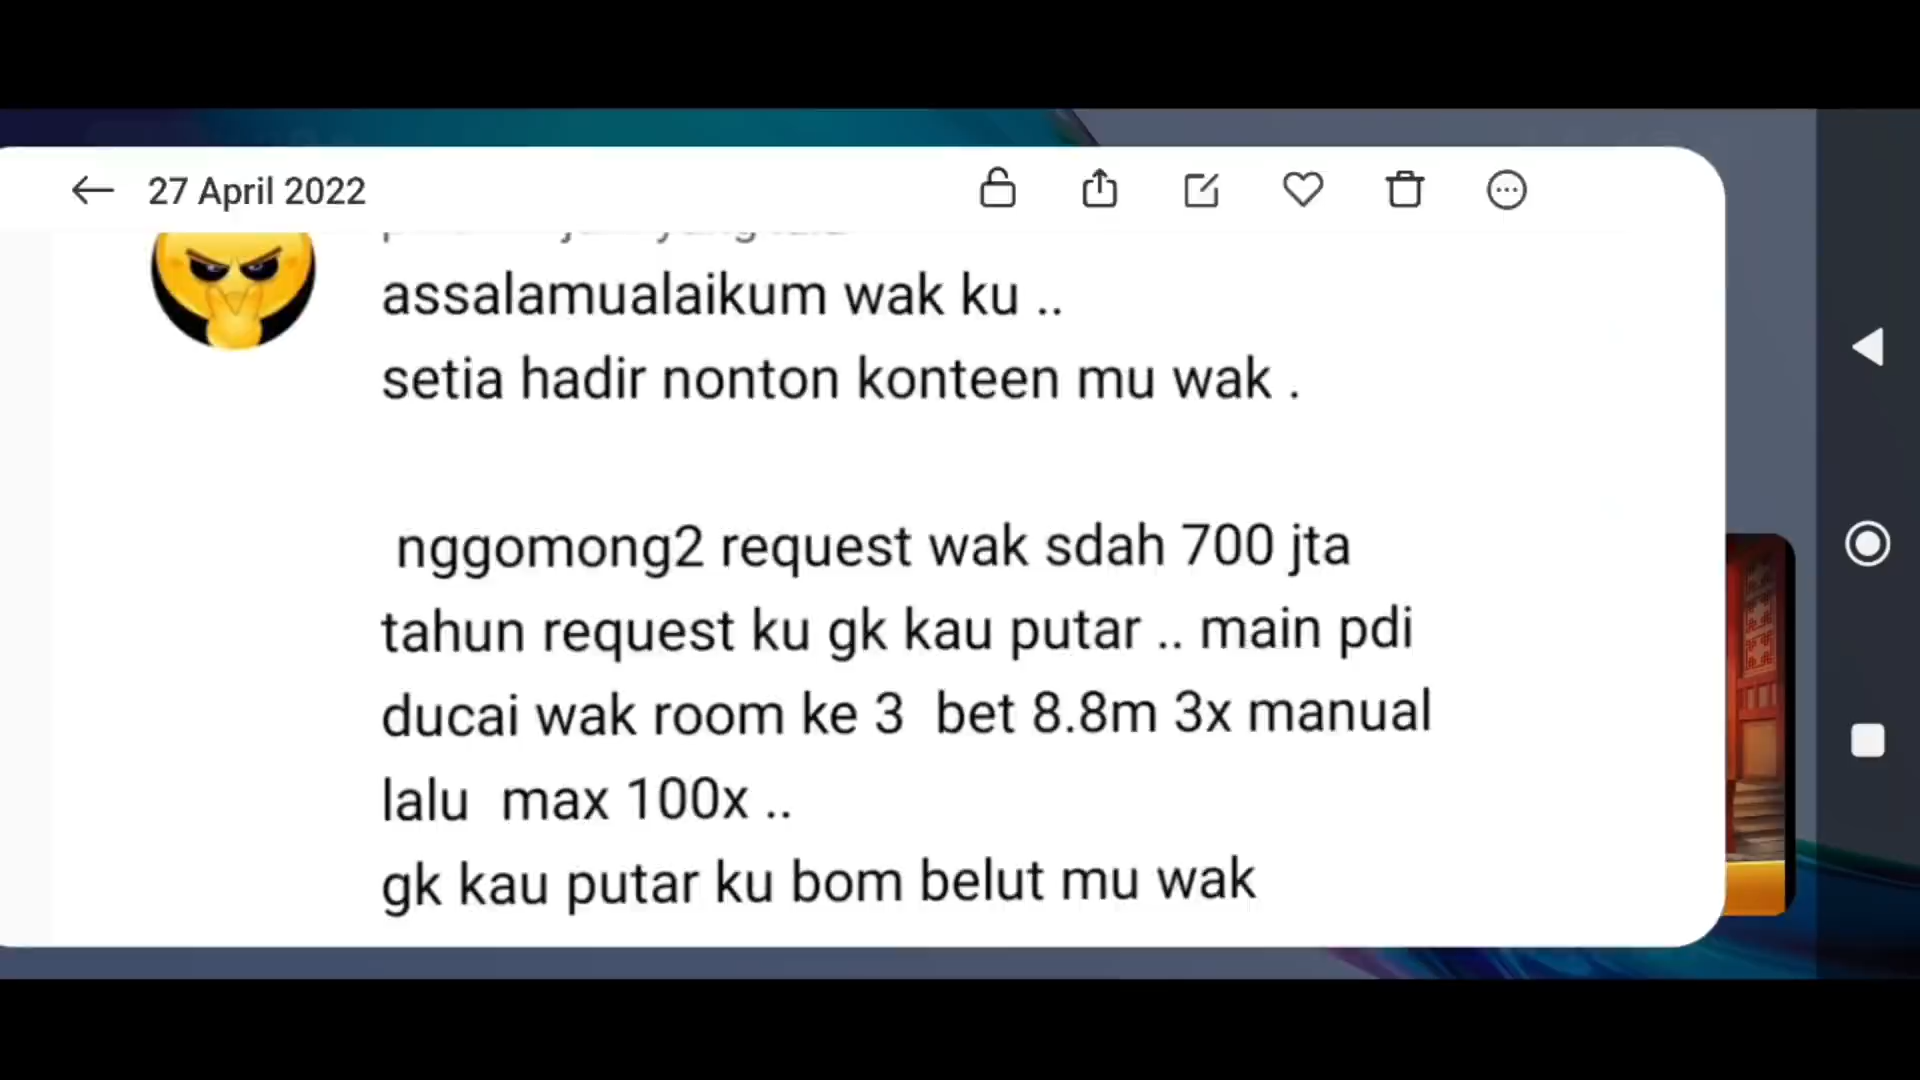 27 April 2022
assalamualaikum wak ku ..
setia hadir nonton konteen mu wak .
nggomong2 request wak sdah 700 jta
tahun request ku gk kau putar .. main pdi
ducai wak room ke 3 bet 8.8m 3x manual
lalu max 100x ..
gk kau putar ku bom belut mu wak